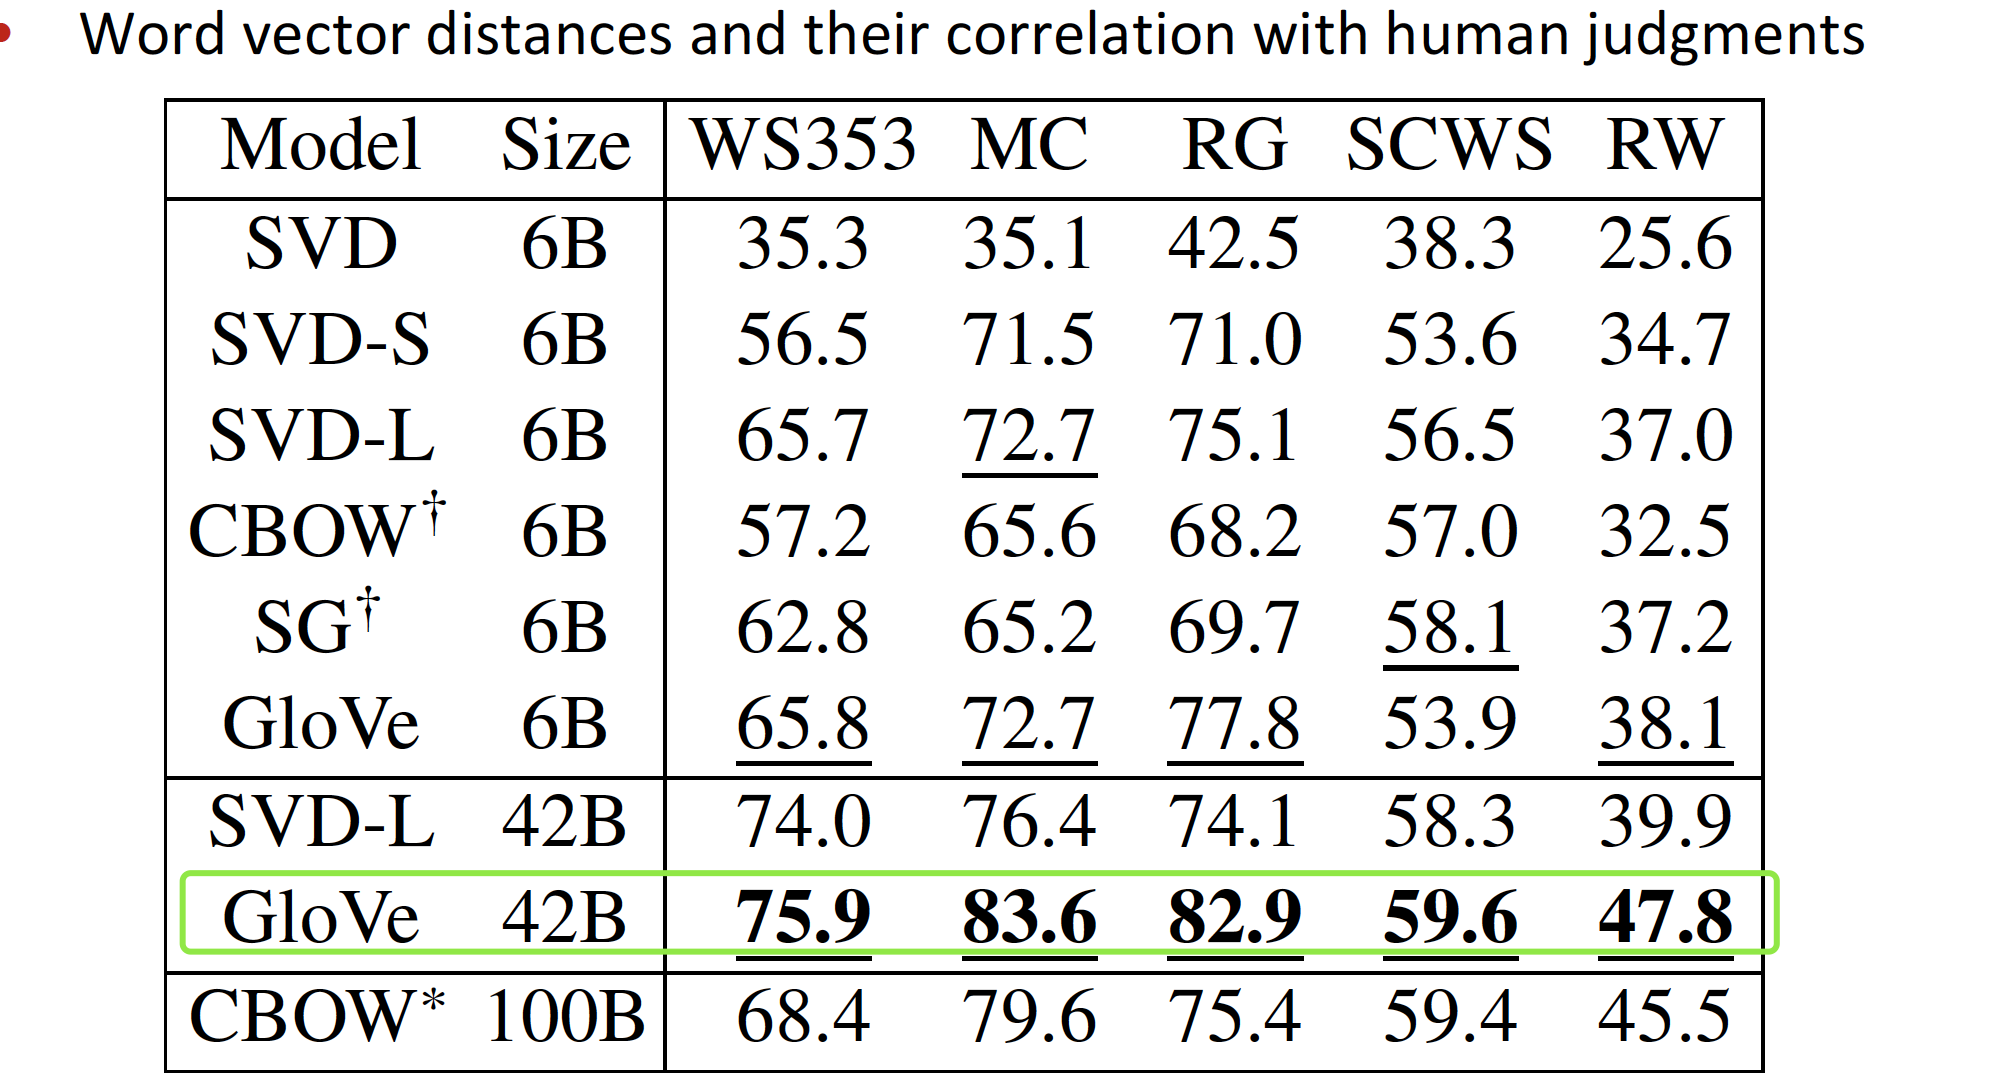 • Word vector distances and their correlation with human judgments
Model Size WS353 MC RG SCWS RW
SVD 6B 35.3 35.1 42.5 38.3 25.6
SVD-S 6B 56.5 71.5 71.0 53.6 34.7
SVD-L 6B 65.7 72.7 75.1 56.5 37.0
CBOW† 6B 57.2 65.6 68.2 57.0 32.5
SG† 6B 62.8 65.2 69.7 58.1 37.2
GloVe 6B 65.8 72.7 77.8 53.9 38.1
SVD-L 42B 74.0 76.4 74.1 58.3 39.9
GloVe 42B 75.9 83.6 82.9 59.6 47.8
CBOW* 100B 68.4 79.6 75.4 59.4 45.5